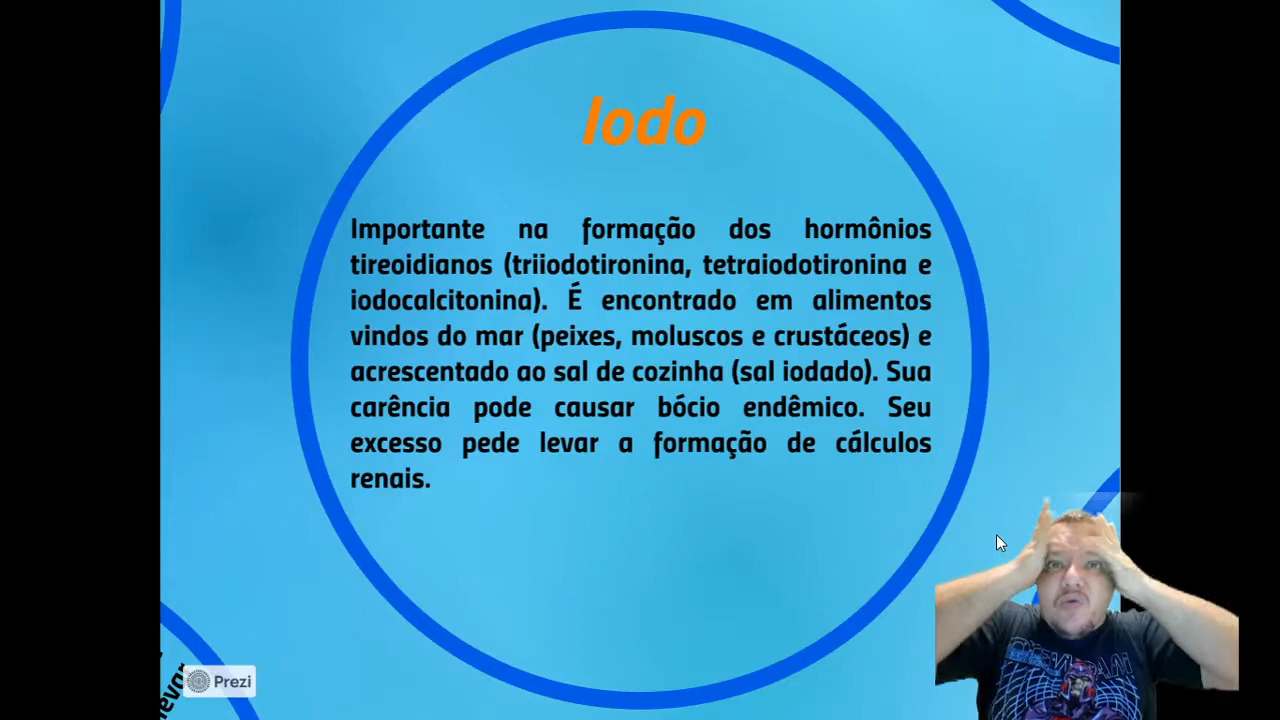 Iodo
Importante na formação dos hormônios
tireoidianos (triiodotironina, tetraiodotironina e
iodocalcitonina). É encontrado em alimentos
vindos do mar (peixes, moluscos e crustáceos) e
acrescentado ao sal de cozinha (sal iodado). Sua
carência pode causar bócio endêmico. Seu
excesso pede levar a formação de cálculos
renais.
levar
Prezi